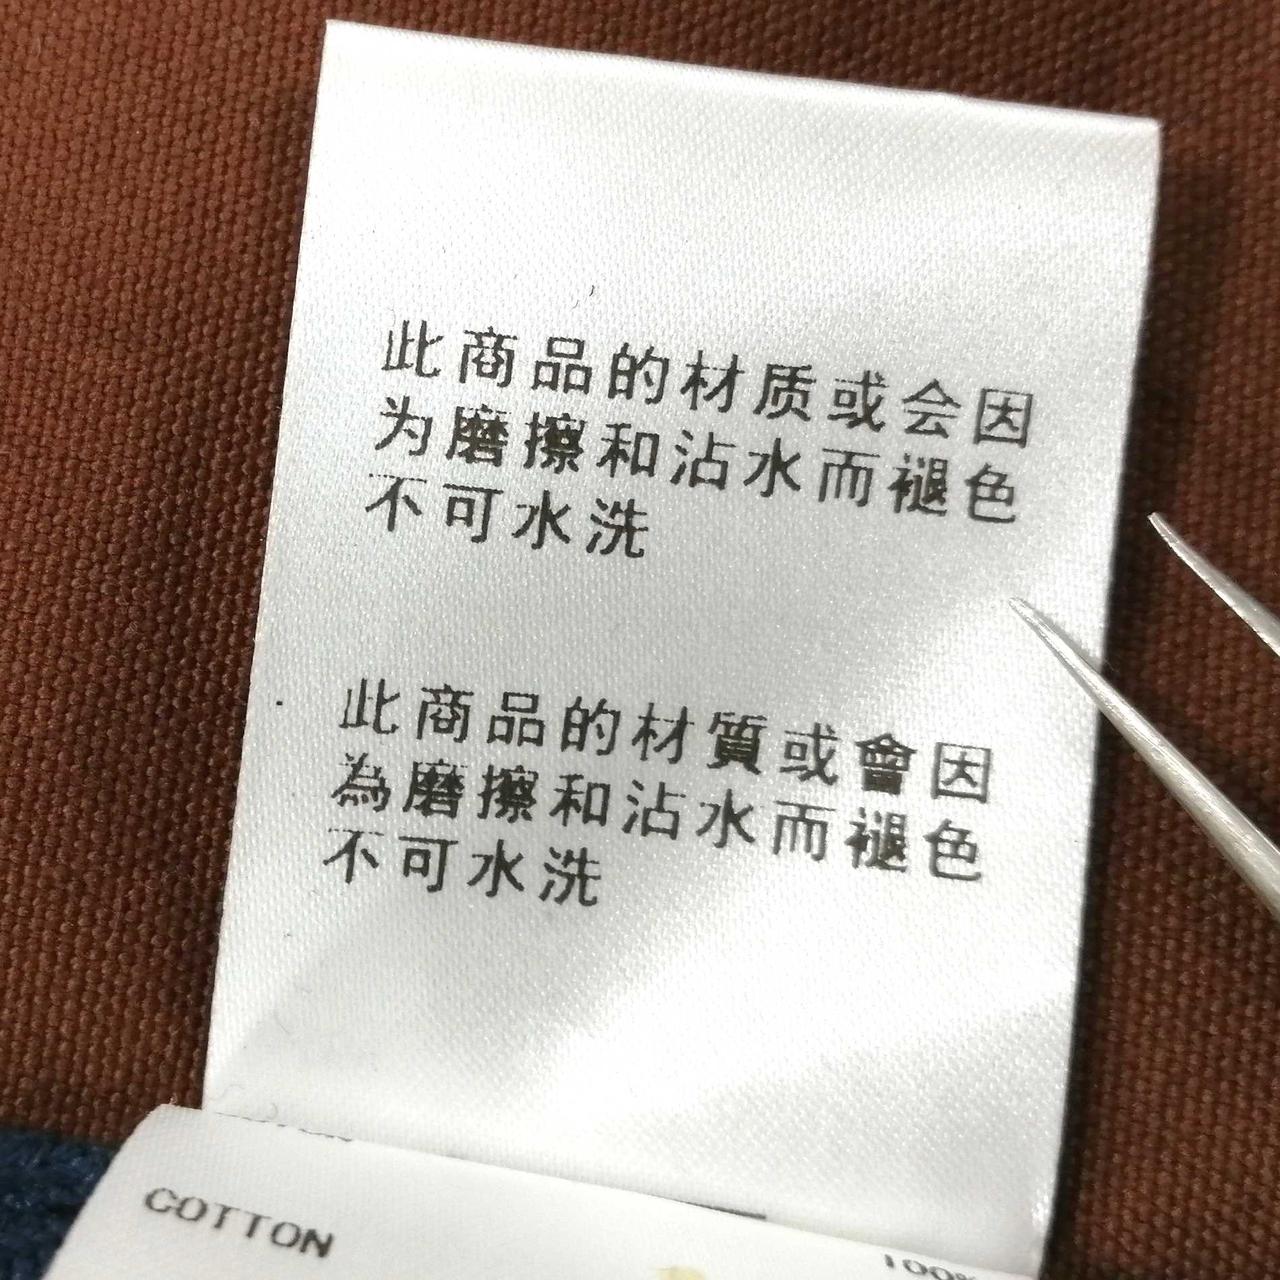 此商品的材质或会因
为磨擦和沾水而褪色
不可水洗
此商品的材質或會因
為磨擦和沾水而褪色
不可水洗
COTTON
100%